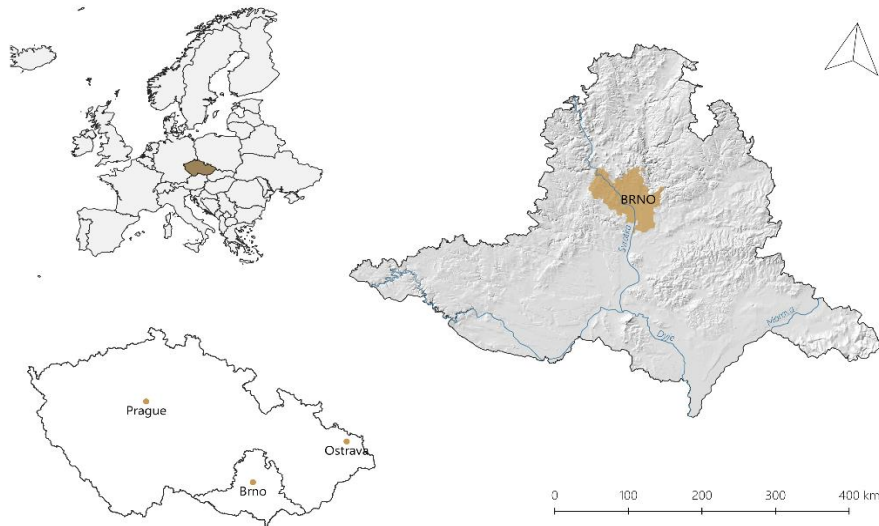 BRNO
Svratka
Dyje
Morava
Prague
Ostrava
Brno
0 100 200 300 400 km